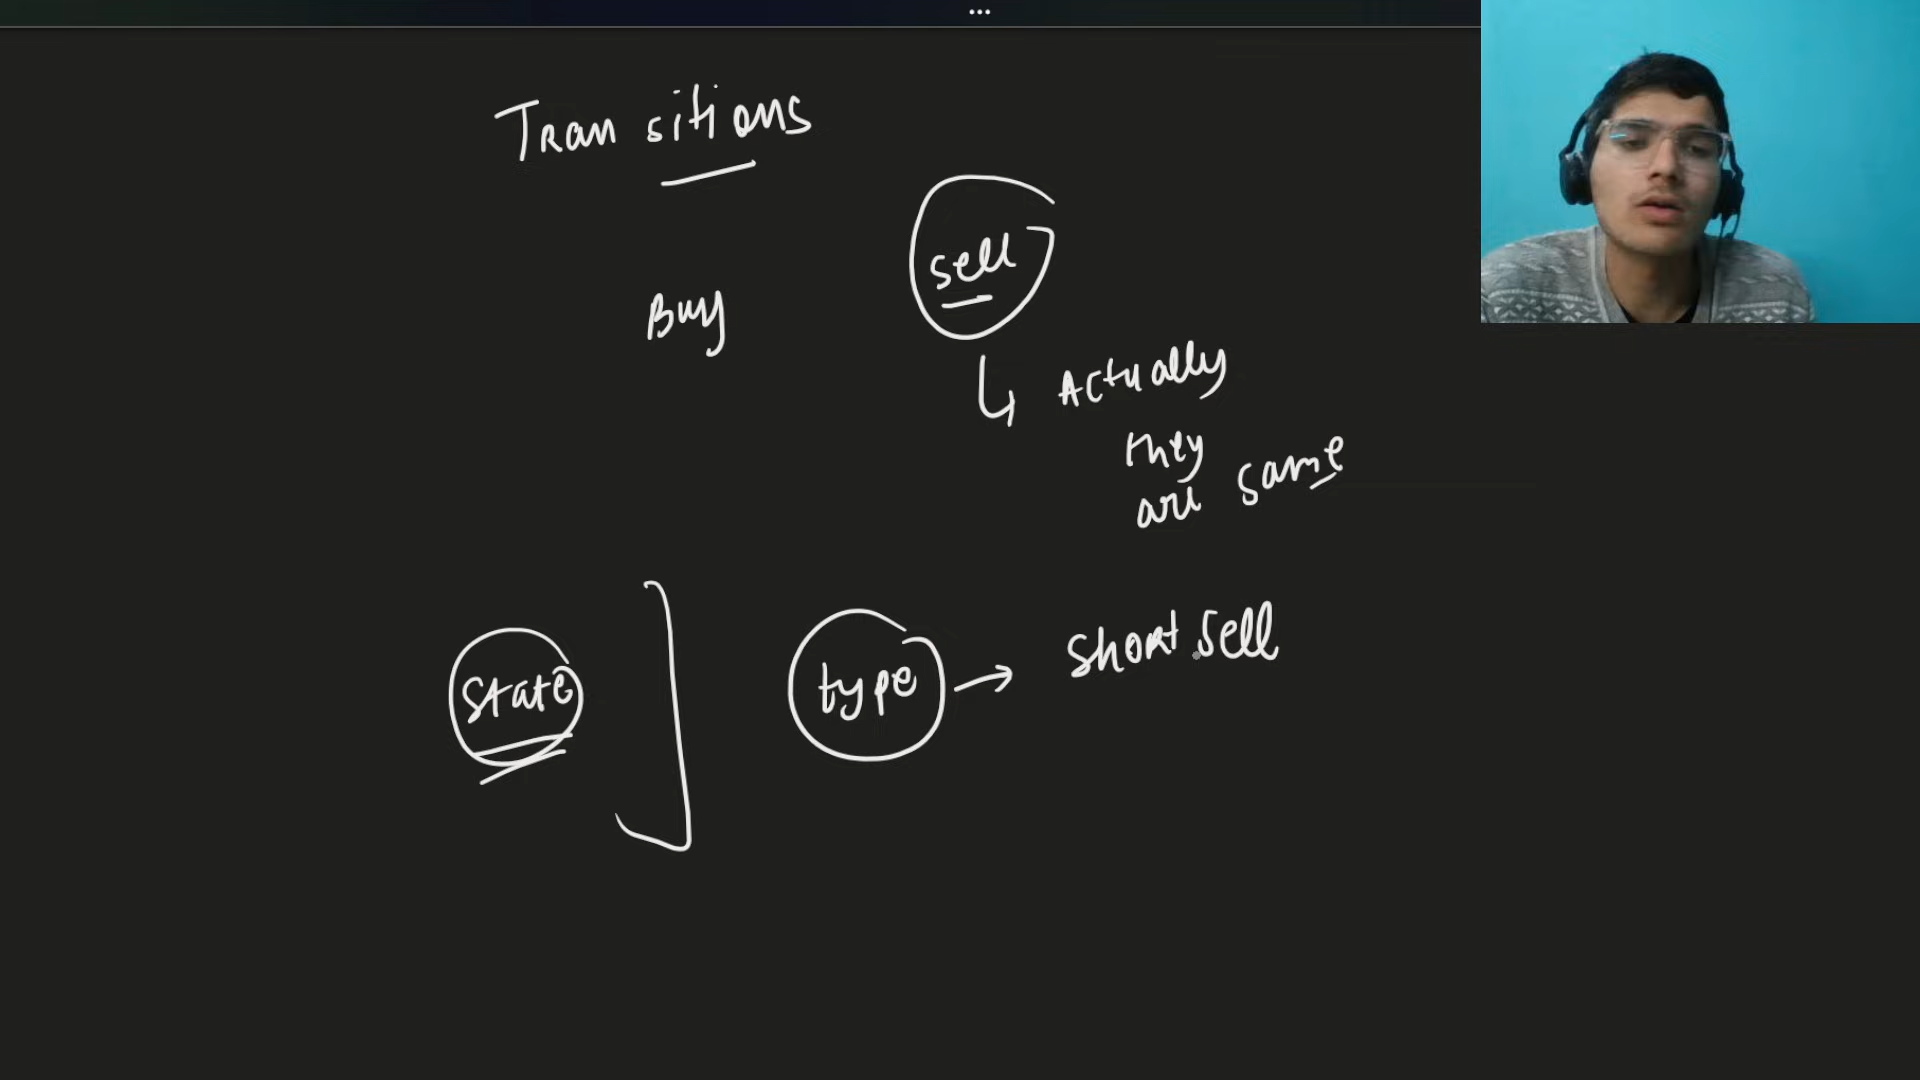 Transitions
Buy
sell
Actually
they
are same
state
type → short sell